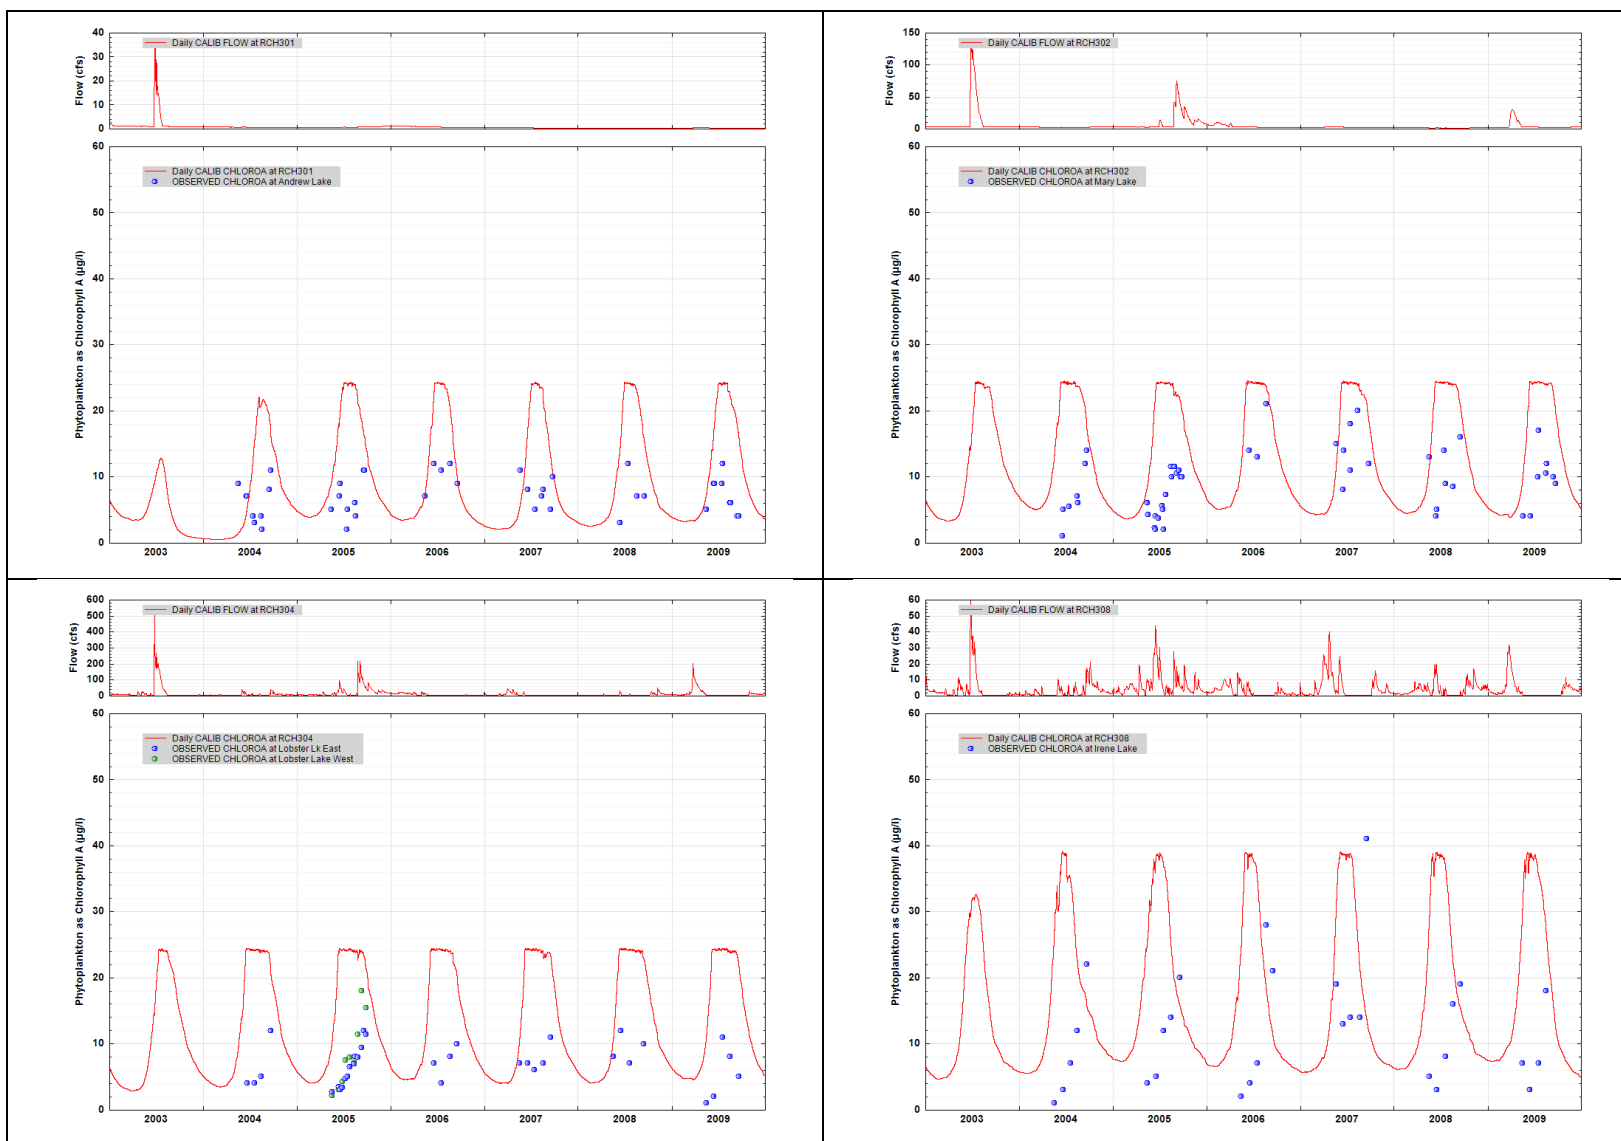 Daily CALIB FLOW at RCH301
Flow (cfs)
40
30
20
10
0
Daily CALIB CHLOROA at RCH301
OBSERVED CHLOROA at Andrew Lake
Phytoplankton as Chlorophyll A (µg/l)
60
50
40
30
20
10
0
2003 2004 2005 2006 2007 2008 2009
Daily CALIB FLOW at RCH302
Flow (cfs)
150
100
50
0
Daily CALIB CHLOROA at RCH302
OBSERVED CHLOROA at Mary Lake
Phytoplankton as Chlorophyll A (µg/l)
60
50
40
30
20
10
0
2003 2004 2005 2006 2007 2008 2009
Daily CALIB FLOW at RCH304
Flow (cfs)
600
500
400
300
200
100
0
Daily CALIB CHLOROA at RCH304
OBSERVED CHLOROA at Lobster Lk East
OBSERVED CHLOROA at Lobster Lake West
Phytoplankton as Chlorophyll A (µg/l)
60
50
40
30
20
10
0
2003 2004 2005 2006 2007 2008 2009
Daily CALIB FLOW at RCH308
Flow (cfs)
60
50
40
30
20
10
0
Daily CALIB CHLOROA at RCH308
OBSERVED CHLOROA at Irene Lake
Phytoplankton as Chlorophyll A (µg/l)
60
50
40
30
20
10
0
2003 2004 2005 2006 2007 2008 2009